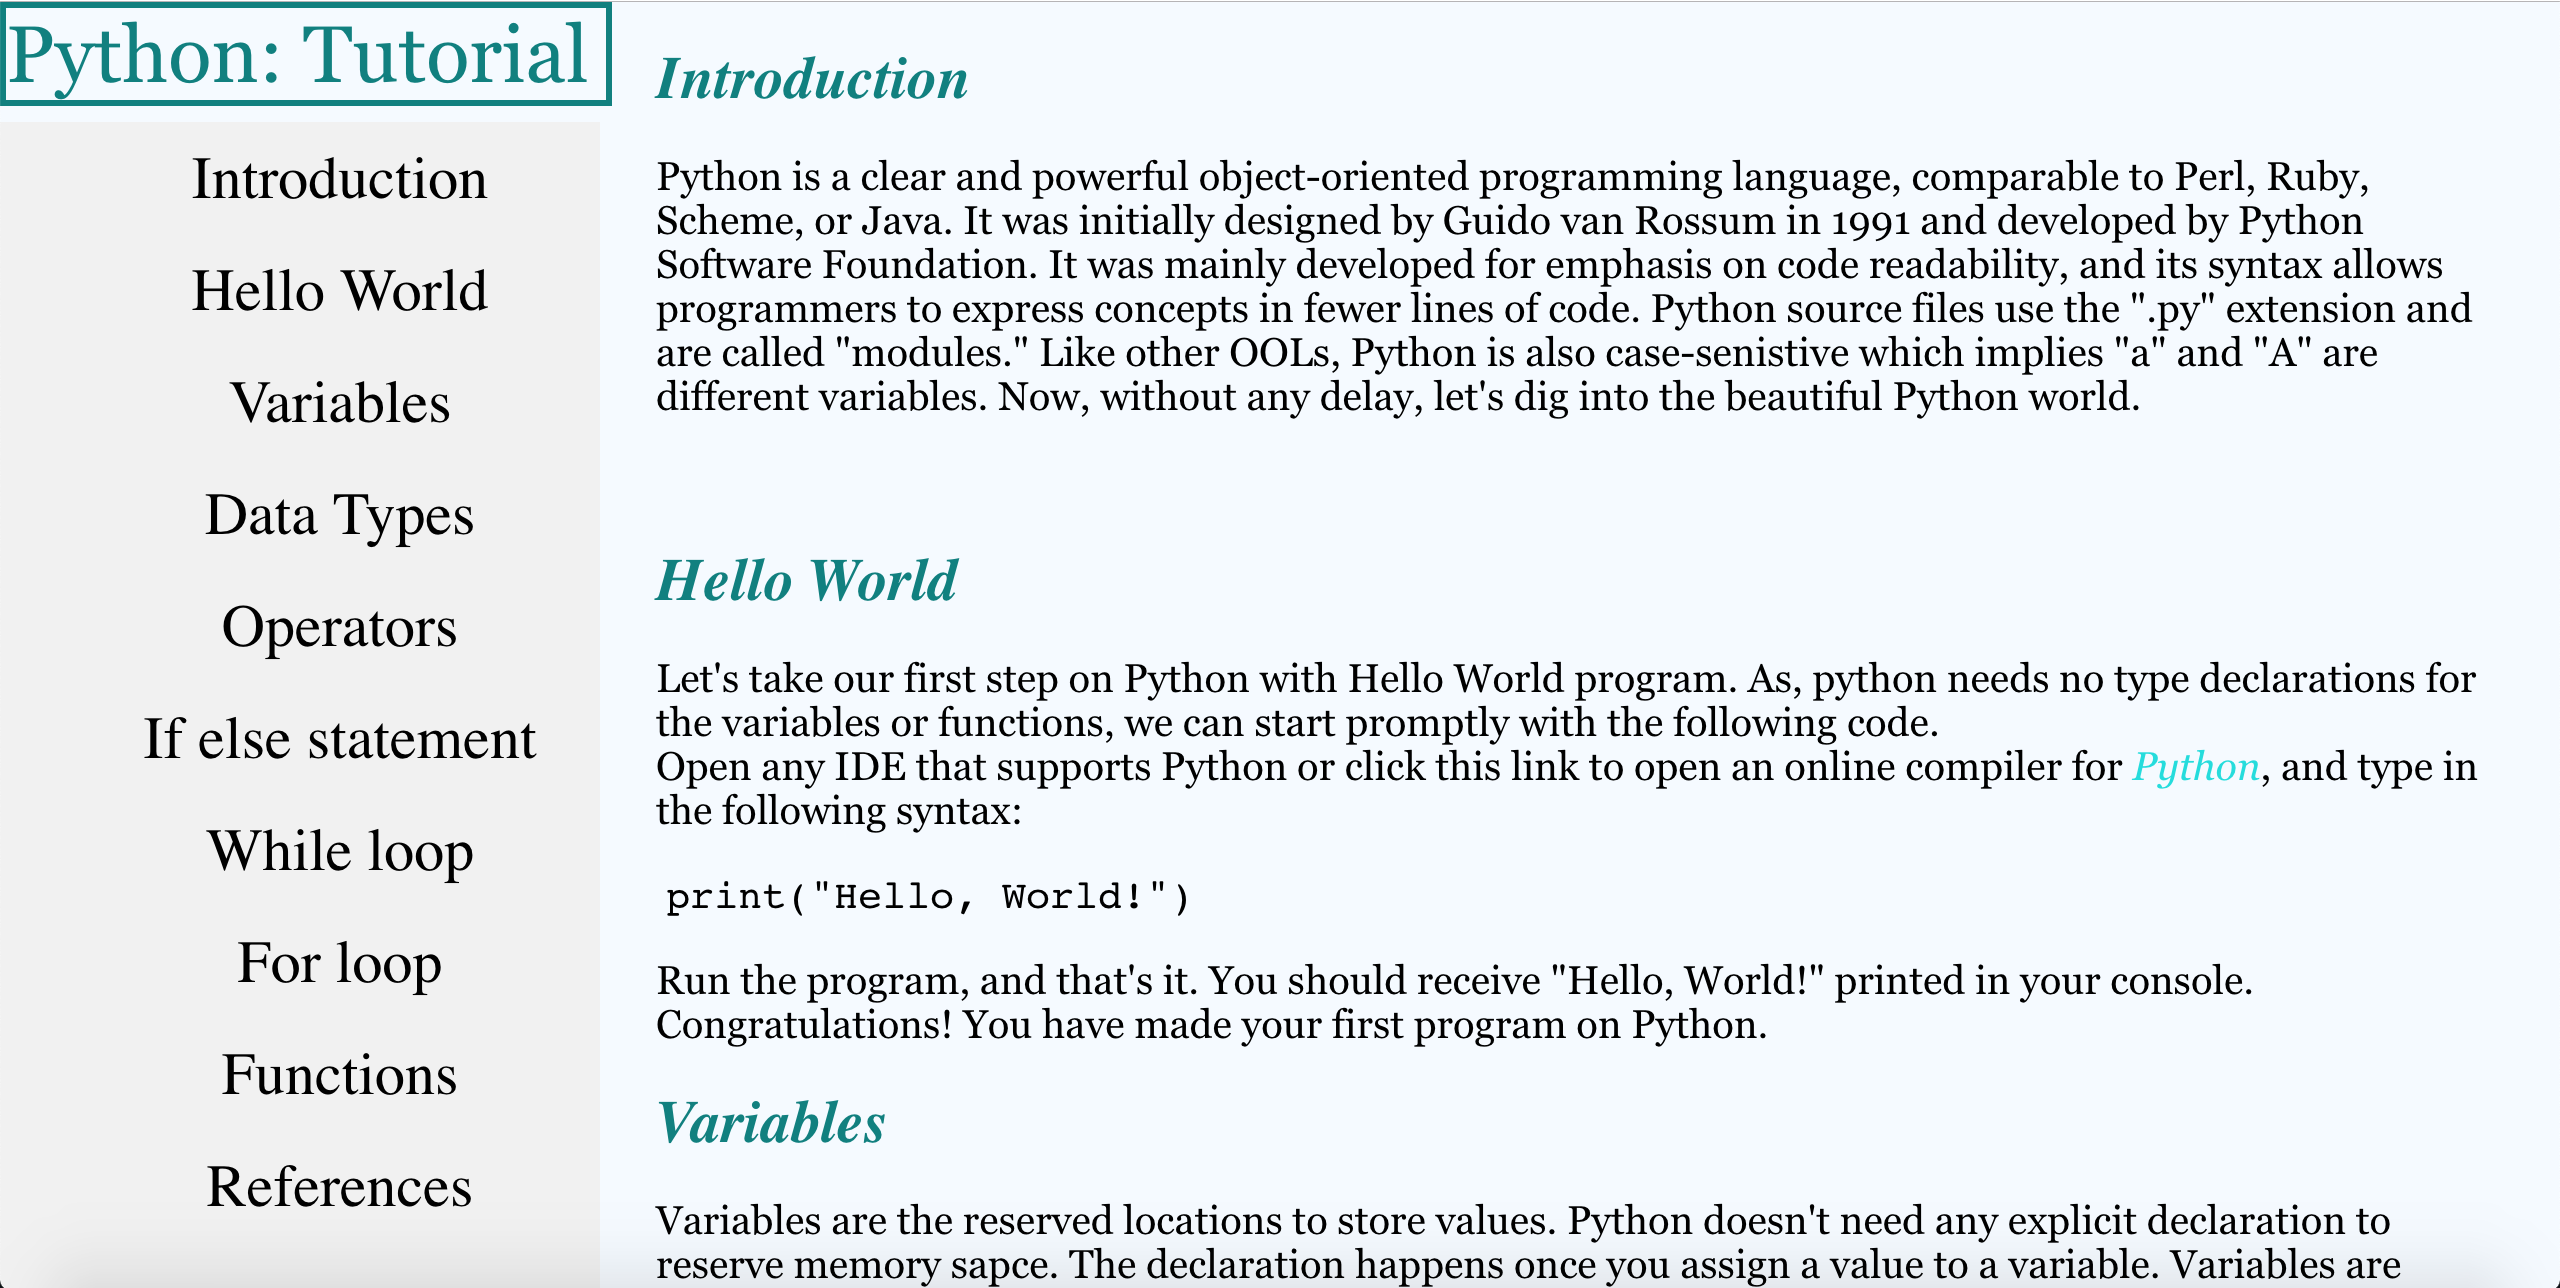 Python: Tutorial
Introduction
Hello World
Variables
Data Types
Operators
If else statement
While loop
For loop
Functions
References
Introduction
Python is a clear and powerful object-oriented programming language, comparable to Perl, Ruby,
Scheme, or Java. It was initially designed by Guido van Rossum in 1991 and developed by Python
Software Foundation. It was mainly developed for emphasis on code readability, and its syntax allows
programmers to express concepts in fewer lines of code. Python source files use the ".py" extension and
are called "modules." Like other OOLs, Python is also case-senistive which implies "a" and "A" are
different variables. Now, without any delay, let's dig into the beautiful Python world.
Hello World
Let's take our first step on Python with Hello World program. As, python needs no type declarations for
the variables or functions, we can start promptly with the following code.
Open any IDE that supports Python or click this link to open an online compiler for Python, and type in
the following syntax:
print("Hello, World!")
Run the program, and that's it. You should receive "Hello, World!" printed in your console.
Congratulations! You have made your first program on Python.
Variables
Variables are the reserved locations to store values. Python doesn't need any explicit declaration to
reserve memory sapce. The declaration happens once you assign a value to a variable. Variables are